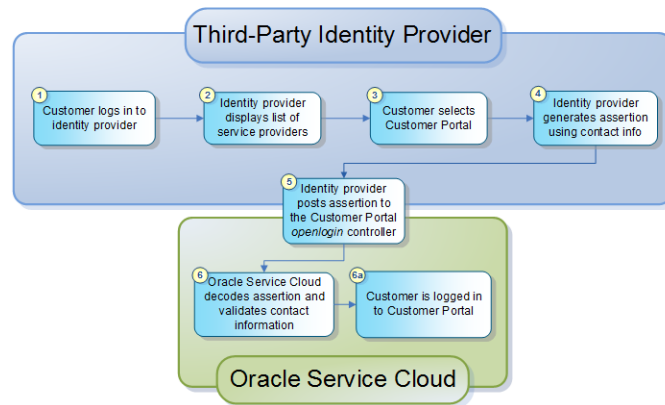 Third-Party Identity Provider
1
Customer logs in to
identity provider
2
Identity provider
displays list of
service providers
3
Customer selects
Customer Portal
4
Identity provider
generates assertion
using contact info
5
Identity provider
posts assertion to
the Customer Portal
openlogin controller
6
Oracle Service Cloud
decodes assertion and
validates contact
information
6a
Customer is logged in
to Customer Portal
Oracle Service Cloud